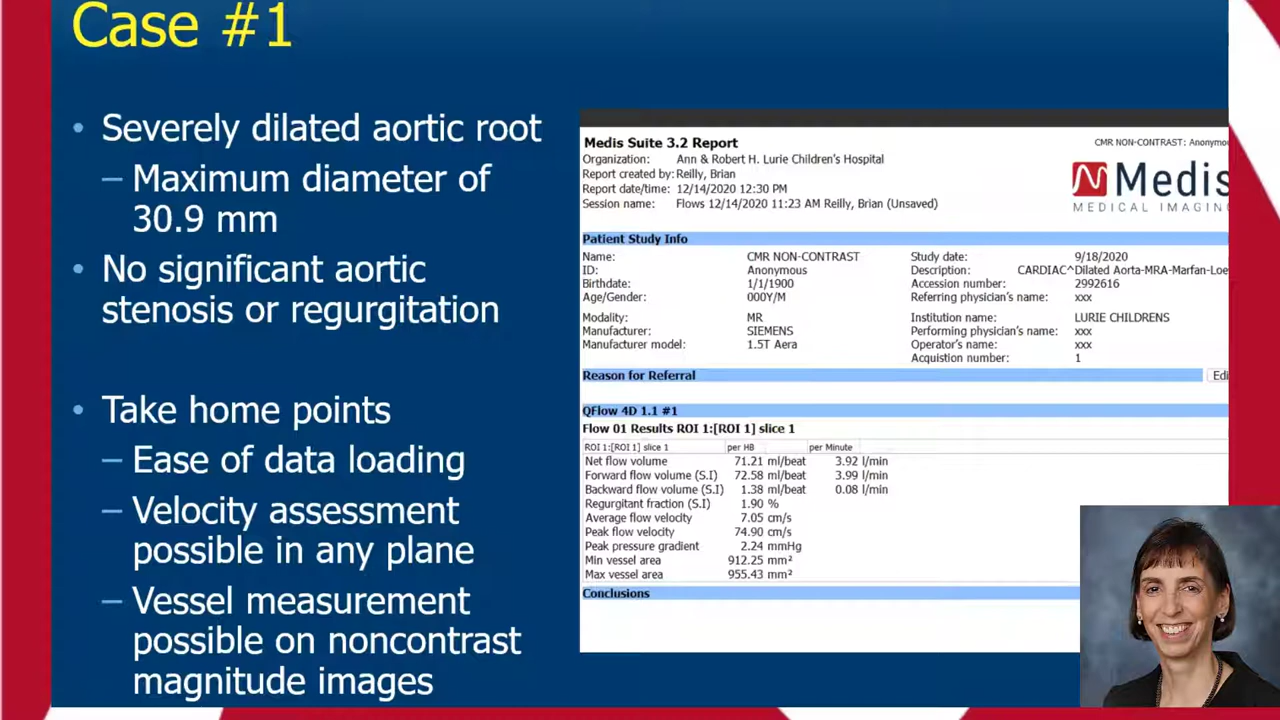 Case #1
• Severely dilated aortic root
– Maximum diameter of
30.9 mm
• No significant aortic
stenosis or regurgitation
• Take home points
– Ease of data loading
– Velocity assessment
possible in any plane
– Vessel measurement
possible on noncontrast
magnitude images
Medis Suite 3.2 Report
CMR NON-CONTRAST: Anonymou
Organization: Ann & Robert H. Lurie Children's Hospital
Report created by: Reilly, Brian
Report date/time: 12/14/2020 12:30 PM
Session name: Flows 12/14/2020 11:23 AM Reilly, Brian (Unsaved)
Medis
MEDICAL IMAGING
Patient Study Info
Name: CMR NON-CONTRAST Study date: 9/18/2020
ID: Anonymous Description: CARDIAC^Dilated Aorta-MRA-Marfan-Loe
Birthdate: 1/1/1900 Accession number: 2992616
Age/Gender: 000Y/M Referring physician's name: xxx
Modality: MR Institution name: LURIE CHILDRENS
Manufacturer: SIEMENS Performing physician's name: xxx
Manufacturer model: 1.5T Aera Operator's name: xxx
Acquistion number: 1
Reason for Referral Edi
QFlow 4D 1.1 #1
Flow 01 Results ROI 1:[ROI 1] slice 1
ROI 1:[ROI 1] slice 1 per HB per Minute
Net flow volume 71.21 ml/beat 3.92 l/min
Forward flow volume (S.I) 72.58 ml/beat 3.99 l/min
Backward flow volume (S.I) 1.38 ml/beat 0.08 l/min
Regurgitant fraction (S.I) 1.90 %
Average flow velocity 7.05 cm/s
Peak flow velocity 74.90 cm/s
Peak pressure gradient 2.24 mmHg
Min vessel area 912.25 mm²
Max vessel area 955.43 mm²
Conclusions